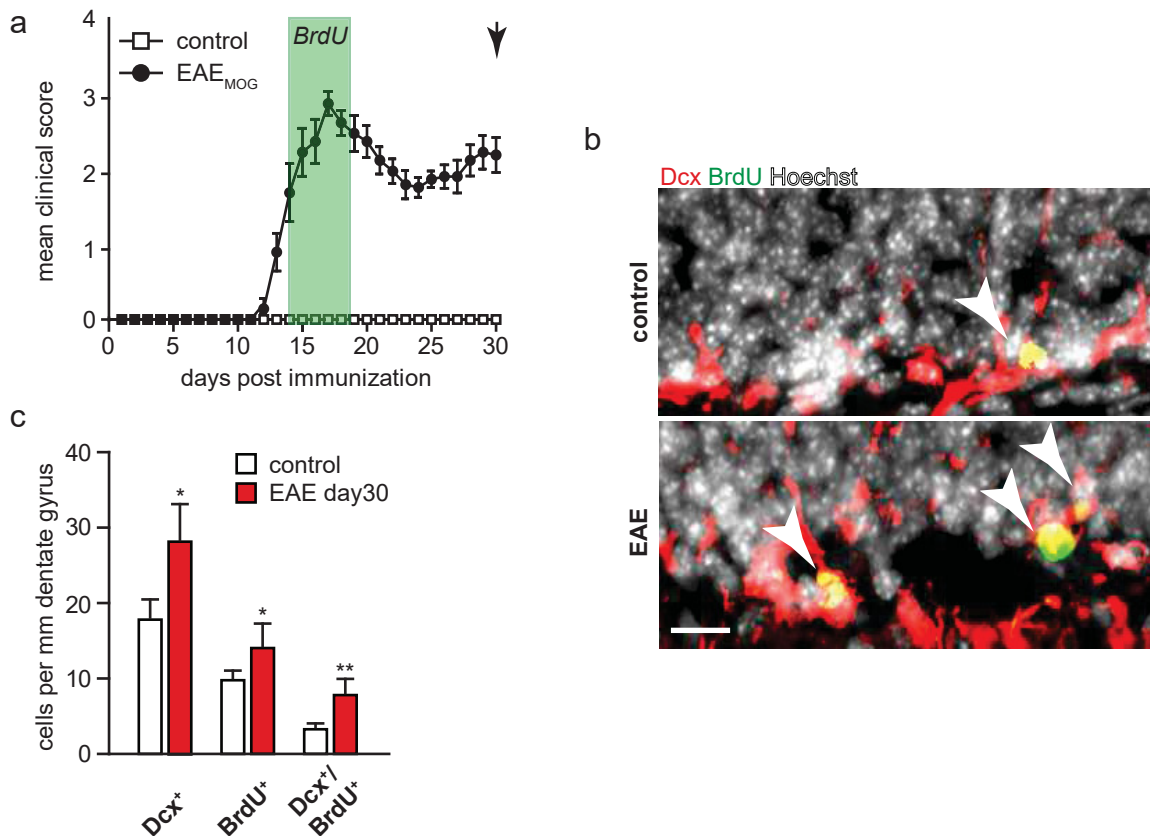 a
4
3
2
1
0
mean clinical score
control
EAE_MOG
BrdU
0 5 10 15 20 25 30
days post immunization
b
Dcx BrdU Hoechst
control
EAE
c
40
30
20
10
0
cells per mm dentate gyrus
control
EAE day30
* * **
Dcx⁺
BrdU⁺
Dcx⁺/
BrdU⁺